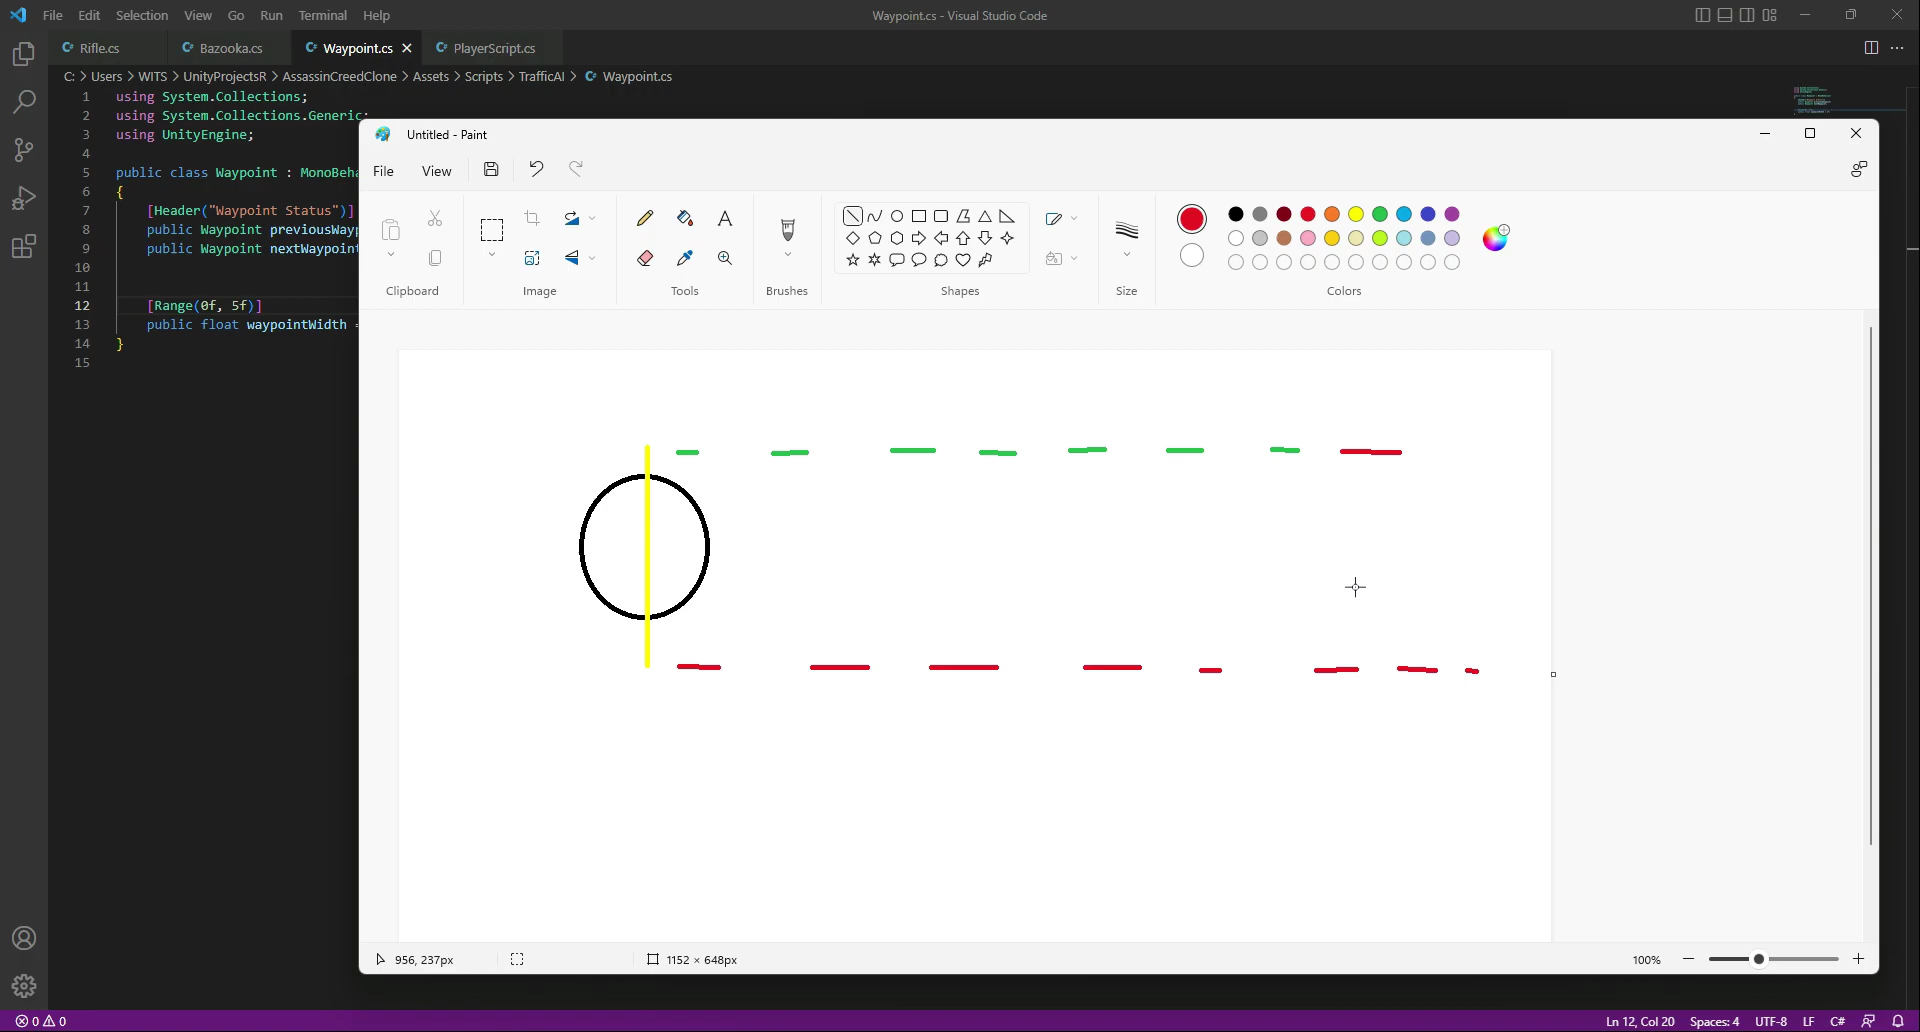 File Edit Selection View Go Run Terminal Help
Waypoint.cs - Visual Studio Code
Rifle.cs Bazooka.cs Waypoint.cs PlayerScript.cs
C: > Users > WITS > UnityProjectsR > AssassinCreedClone > Assets > Scripts > TrafficAI > Waypoint.cs
1 using System.Collections;
2 using System.Collections.Generic;
3 using UnityEngine;
4
5 public class Waypoint : MonoBeha
6 {
7 [Header("Waypoint Status")]
8 public Waypoint previousWayp
9 public Waypoint nextWaypoint
10
11
12 [Range(0f, 5f)]
13 public float waypointWidth =
14 }
15
Untitled - Paint
File View
Clipboard Image Tools Brushes Shapes Size Colors
956, 237px
1152 × 648px
100%
0 0
Ln 12, Col 20 Spaces: 4 UTF-8 LF C#